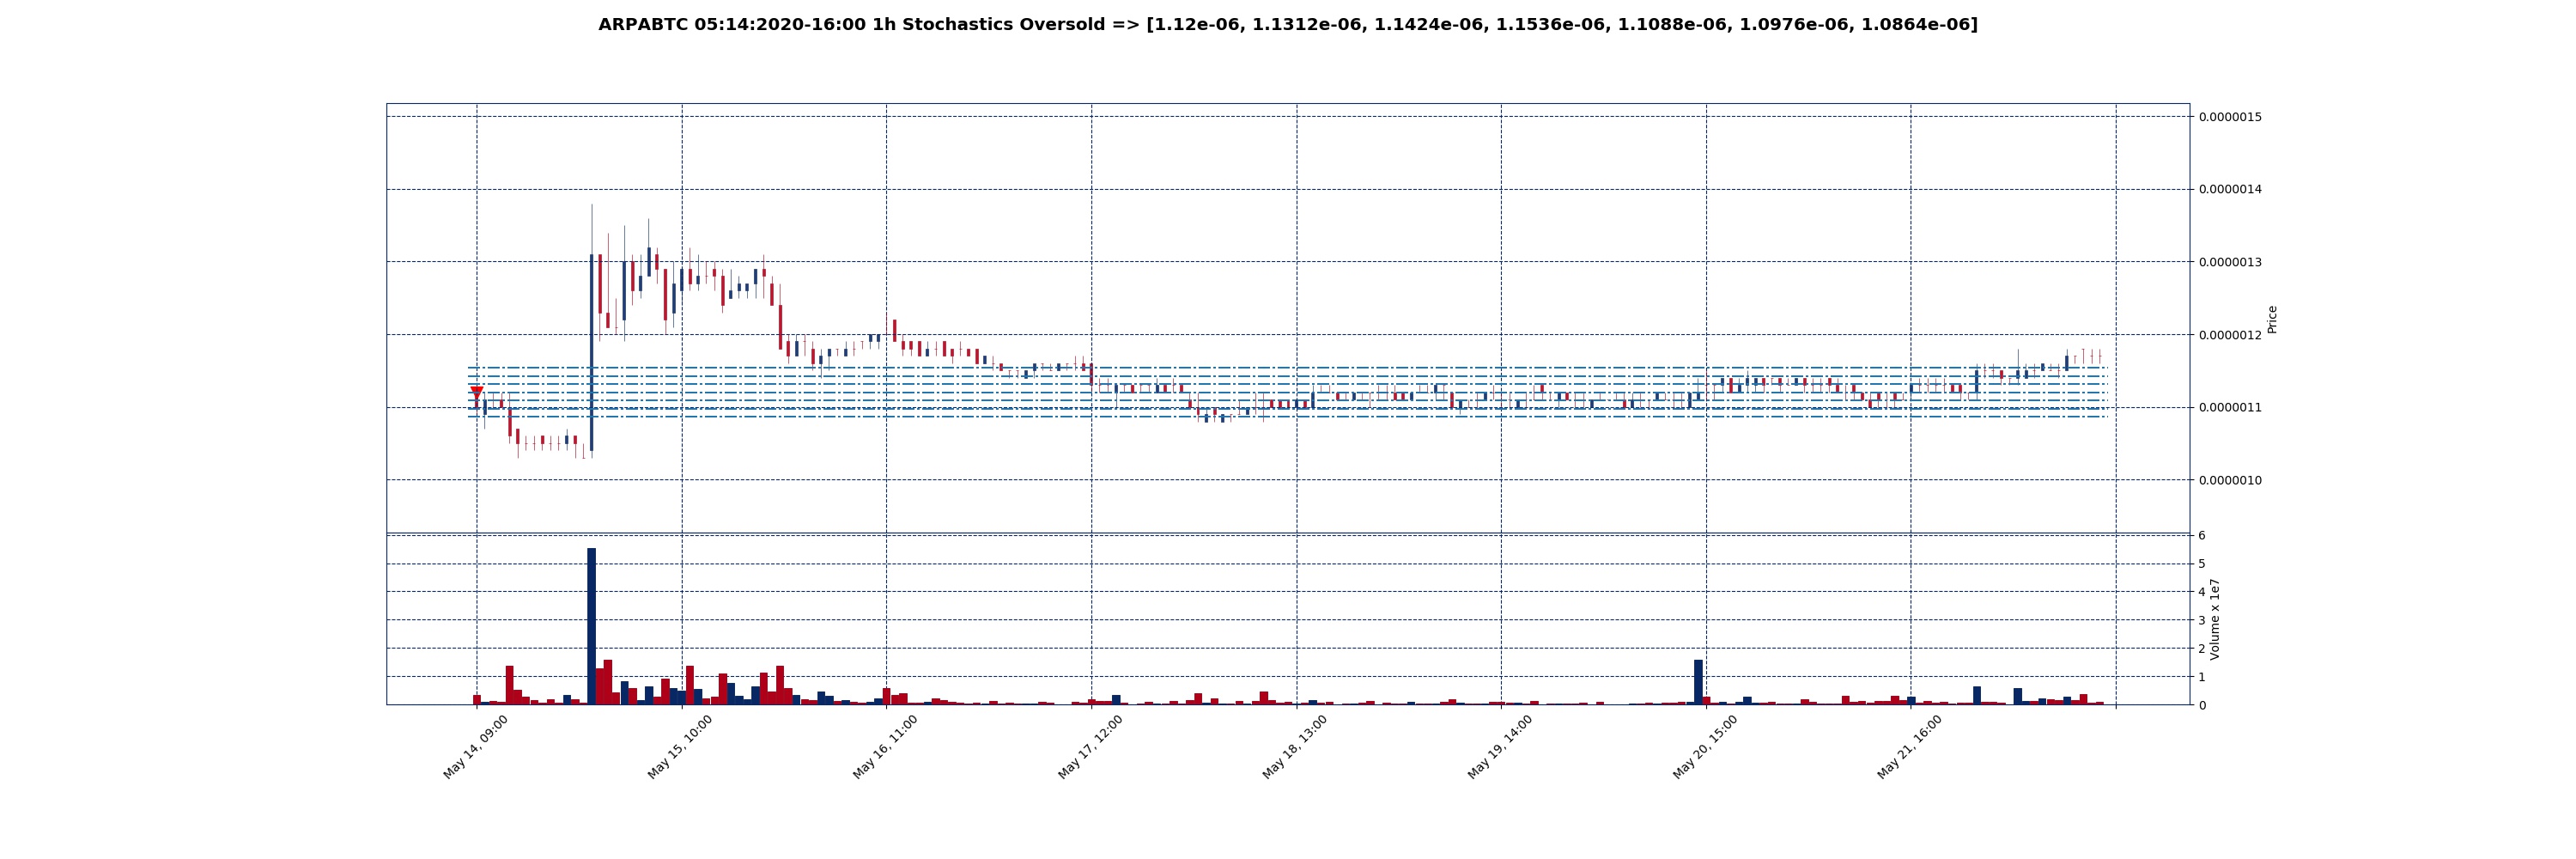 ARPABTC 05:14:2020-16:00 1h Stochastics Oversold => [1.12e-06, 1.1312e-06, 1.1424e-06, 1.1536e-06, 1.1088e-06, 1.0976e-06, 1.0864e-06]
0.0000015
0.0000014
0.0000013
0.0000012
0.0000011
0.0000010
Price
6
5
4
3
2
1
0
Volume x 1e7
May 14, 09:00
May 15, 10:00
May 16, 11:00
May 17, 12:00
May 18, 13:00
May 19, 14:00
May 20, 15:00
May 21, 16:00